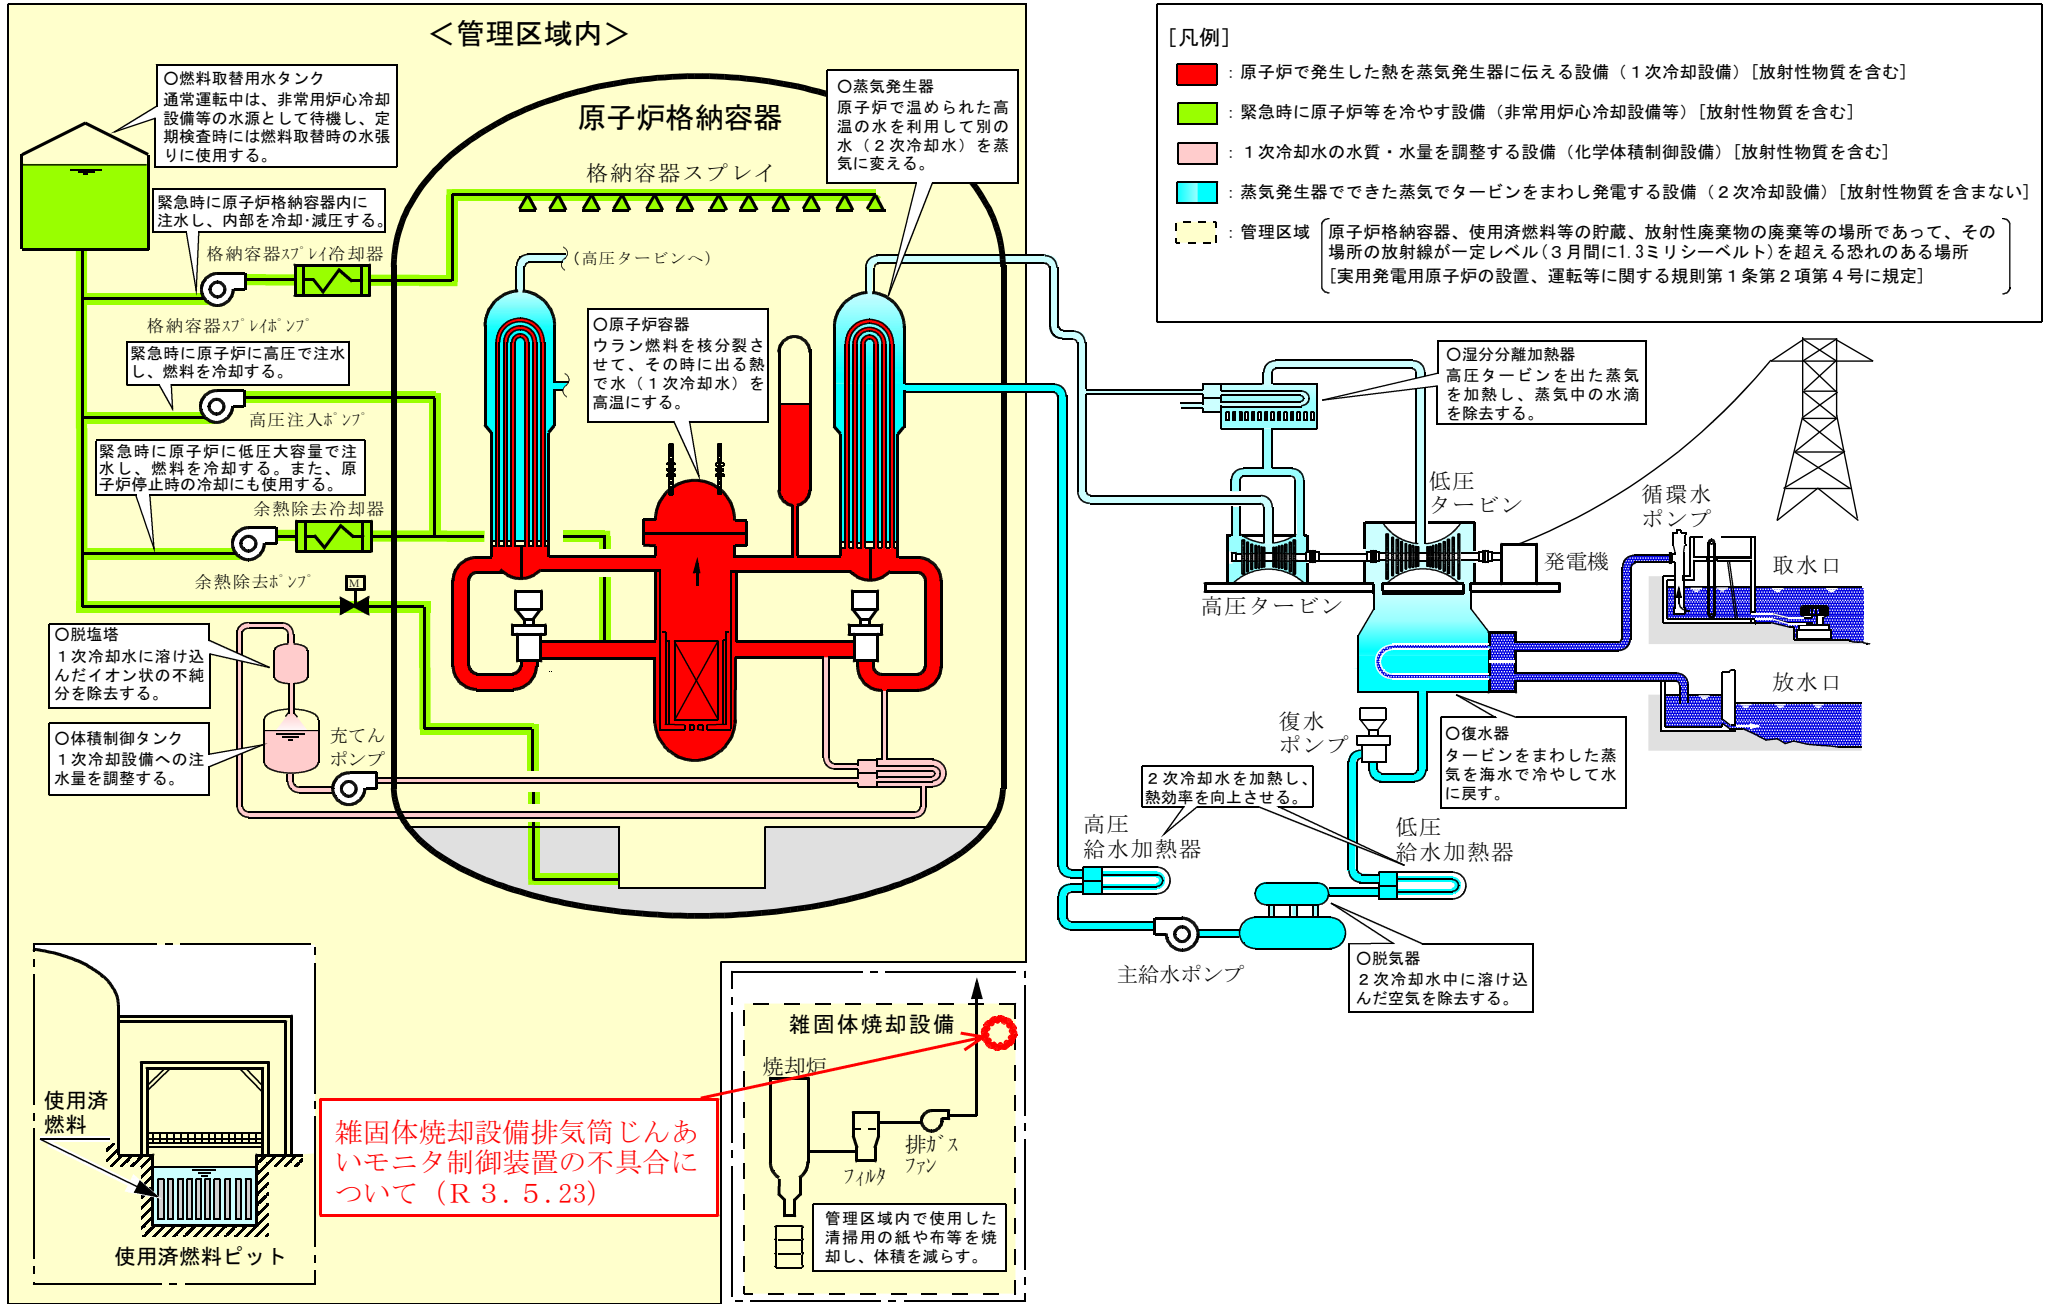 ＜管理区域内＞
○燃料取替用水タンク
通常運転中は、非常用炉心冷却
設備等の水源として待機し、定
期検査時には燃料取替時の水張
りに使用する。
緊急時に原子炉格納容器内に
注水し、内部を冷却･減圧する。
格納容器ｽﾌﾟﾚｲ冷却器
格納容器ｽﾌﾟﾚｲﾎﾟﾝﾌﾟ
緊急時に原子炉に高圧で注水
し、燃料を冷却する。
高圧注入ﾎﾟﾝﾌﾟ
緊急時に原子炉に低圧大容量で注
水し、燃料を冷却する。また、原
子炉停止時の冷却にも使用する。
余熱除去冷却器
余熱除去ﾎﾟﾝﾌﾟ
M
○脱塩塔
１次冷却水に溶け込
んだイオン状の不純
分を除去する。
○体積制御タンク
１次冷却設備への注
水量を調整する。
充てん
ポンプ
原子炉格納容器
格納容器スプレイ
（高圧タービンへ）
○蒸気発生器
原子炉で温められた高
温の水を利用して別の
水（２次冷却水）を蒸
気に変える。
○原子炉容器
ウラン燃料を核分裂さ
せて、その時に出る熱
で水（１次冷却水）を
高温にする。
[凡例]
：原子炉で発生した熱を蒸気発生器に伝える設備（１次冷却設備）[放射性物質を含む]
：緊急時に原子炉等を冷やす設備（非常用炉心冷却設備等）[放射性物質を含む]
：１次冷却水の水質・水量を調整する設備（化学体積制御設備）[放射性物質を含む]
：蒸気発生器でできた蒸気でタービンをまわし発電する設備（２次冷却設備）[放射性物質を含まない]
：管理区域
原子炉格納容器、使用済燃料等の貯蔵、放射性廃棄物の廃棄等の場所であって、その
場所の放射線が一定レベル(３月間に1.3ミリシーベルト)を超える恐れのある場所
[実用発電用原子炉の設置、運転等に関する規則第１条第２項第４号に規定]
○湿分分離加熱器
高圧タービンを出た蒸気
を加熱し、蒸気中の水滴
を除去する。
低圧
タービン
高圧タービン
発電機
循環水
ポンプ
取水口
放水口
復水
ポンプ
○復水器
タービンをまわした蒸
気を海水で冷やして水
に戻す。
２次冷却水を加熱し、
熱効率を向上させる。
高圧
給水加熱器
低圧
給水加熱器
主給水ポンプ
○脱気器
２次冷却水中に溶け込
んだ空気を除去する。
使用済
燃料
使用済燃料ピット
雑固体焼却設備排気筒じんあ
いモニタ制御装置の不具合に
ついて（Ｒ３．５．23）
雑固体焼却設備
焼却炉
フィルタ
排ｶﾞｽ
ファン
管理区域内で使用した
清掃用の紙や布等を焼
却し、体積を減らす。